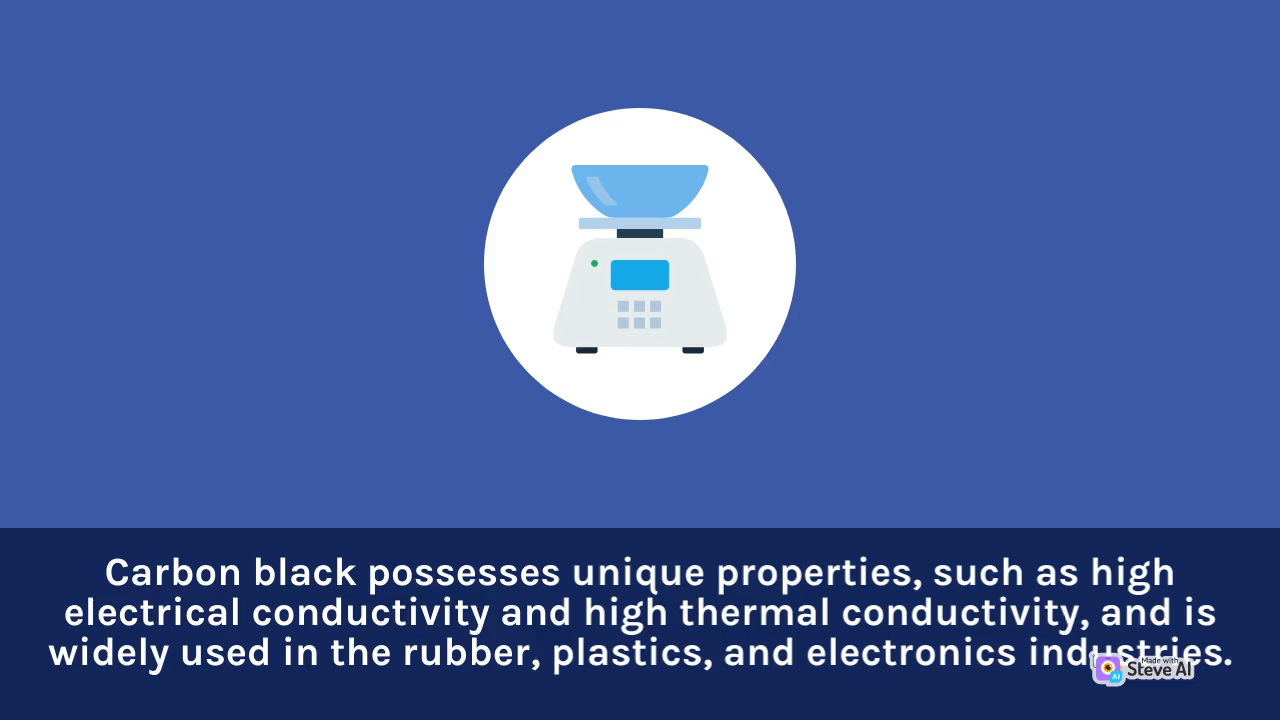 Carbon black possesses unique properties, such as high
electrical conductivity and high thermal conductivity, and is
widely used in the rubber, plastics, and electronics industries.
Made with
AI Steve AI